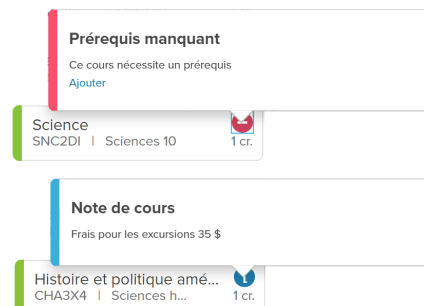 Prérequis manquant
Ce cours nécessite un prérequis
Ajouter
Science
SNC2DI | Sciences 10 1 cr.
Note de cours
Frais pour les excursions 35 $
Histoire et politique amé...
CHA3X4 | Sciences h... 1 cr.